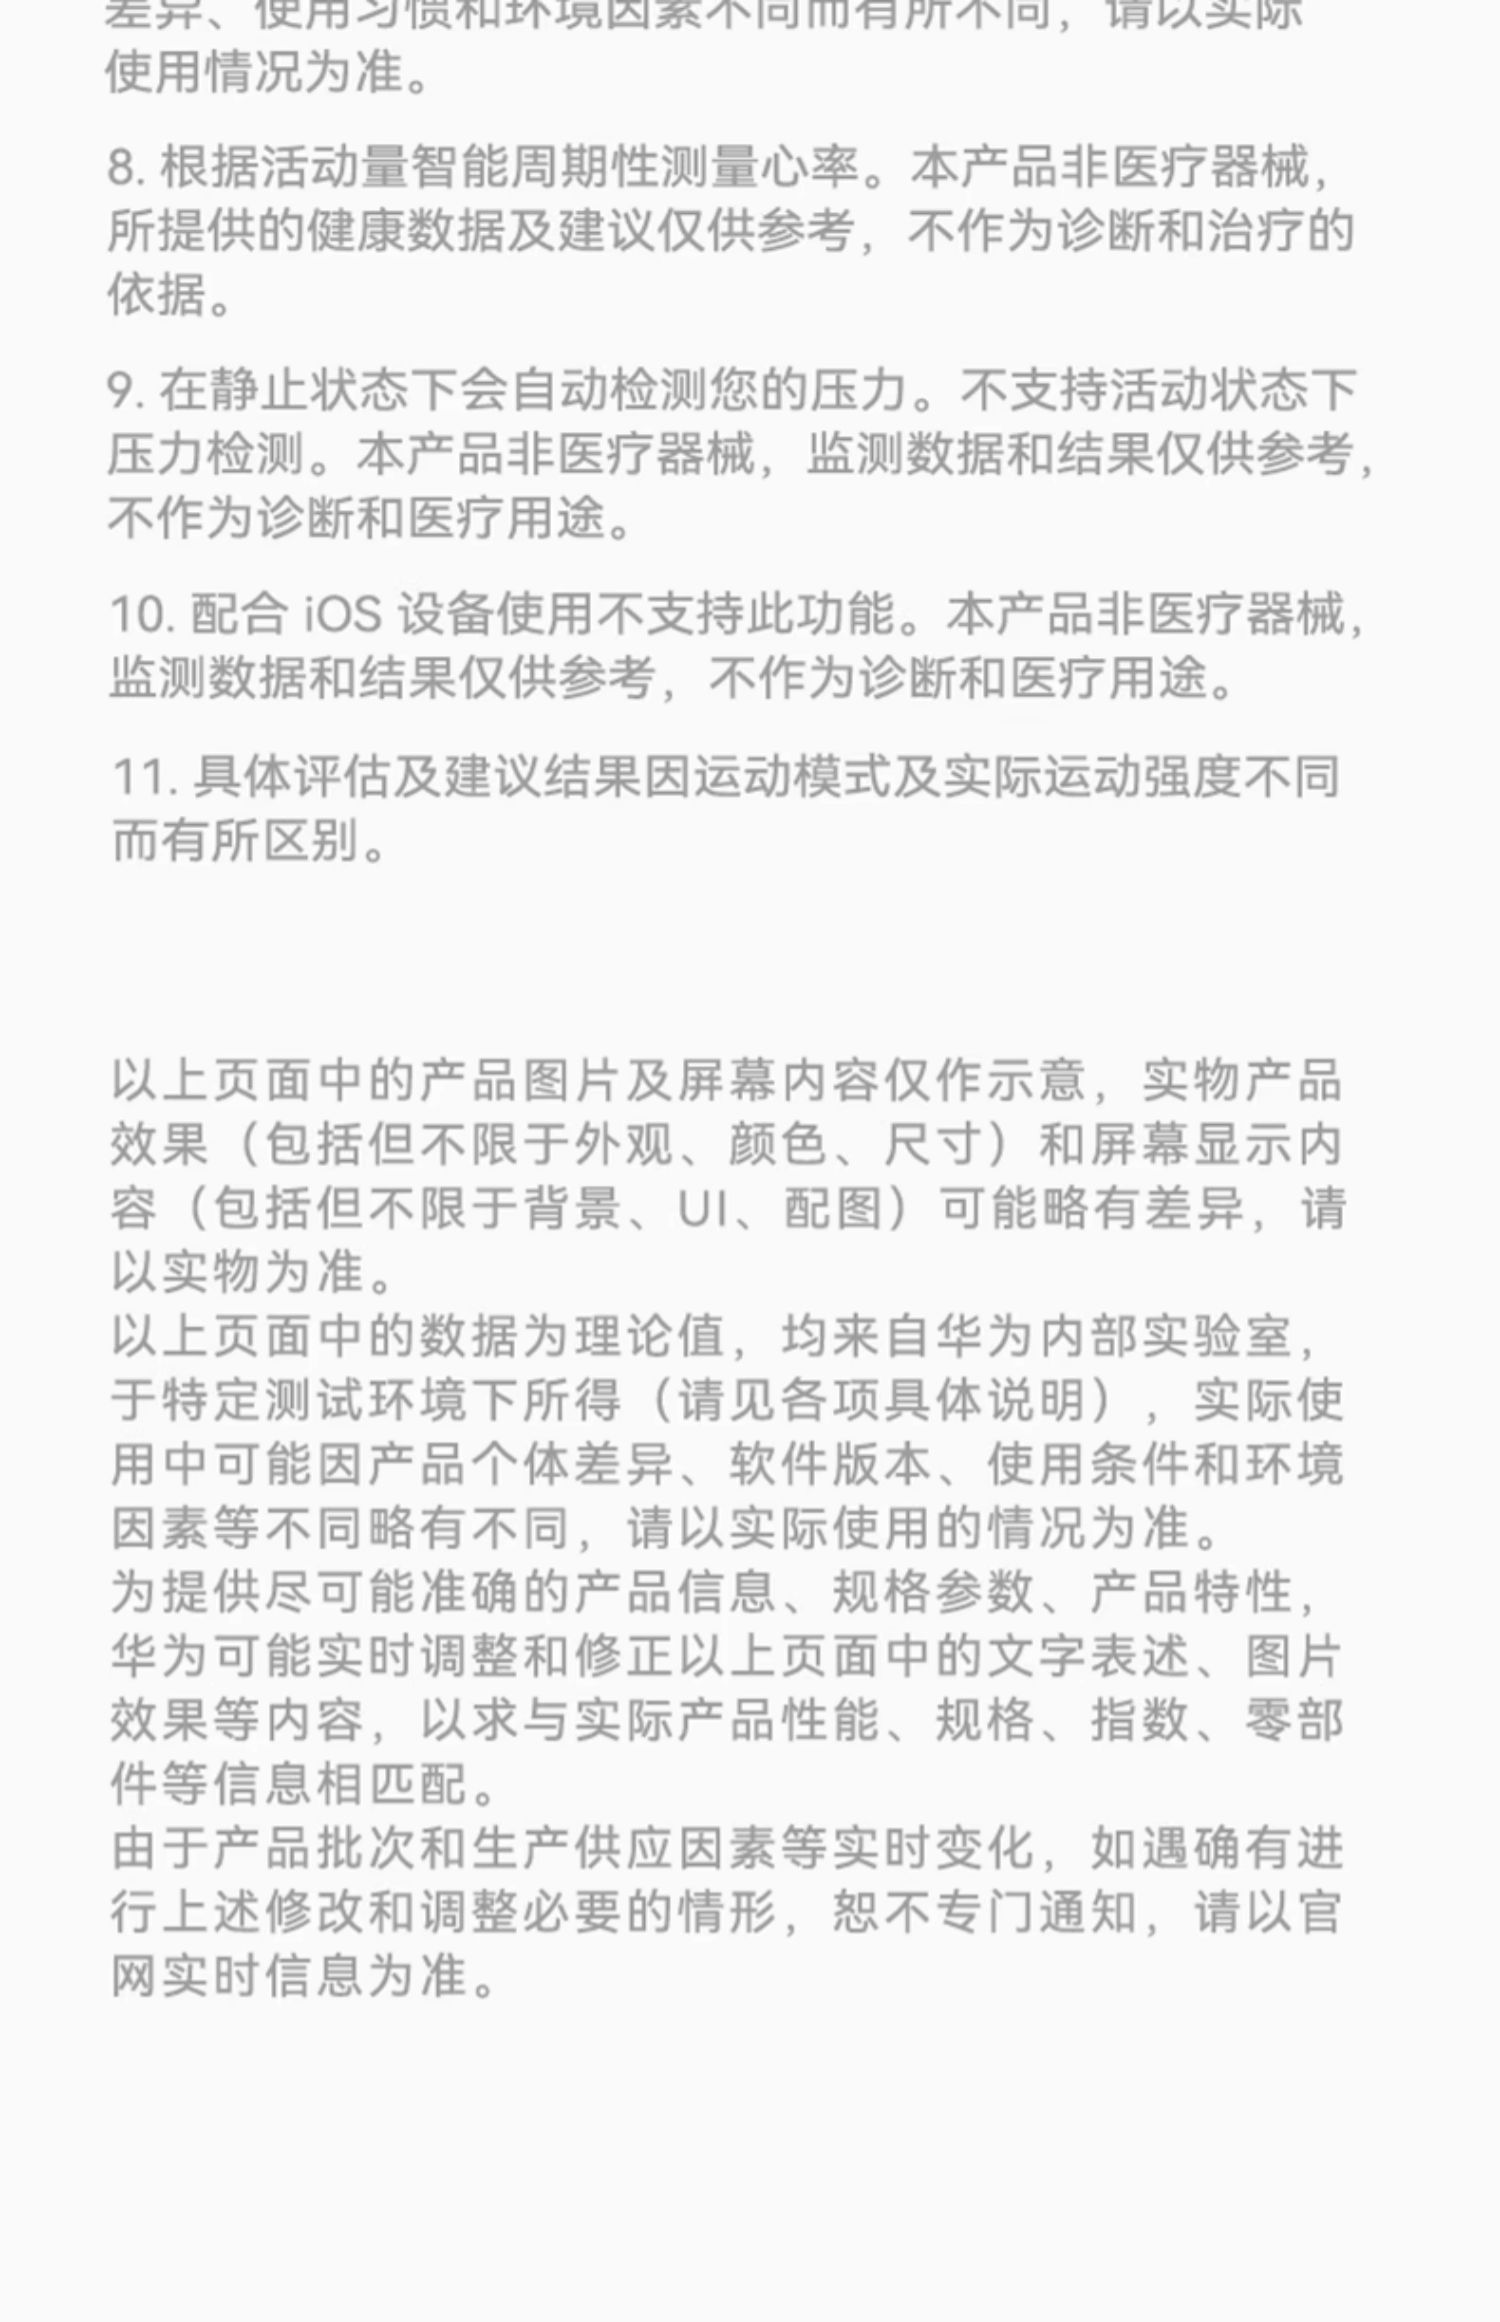 差异、使用习惯和环境因素不同而有所不同，请以实际
使用情况为准。
8. 根据活动量智能周期性测量心率。本产品非医疗器械，
所提供的健康数据及建议仅供参考，不作为诊断和治疗的
依据。
9. 在静止状态下会自动检测您的压力。不支持活动状态下
压力检测。本产品非医疗器械，监测数据和结果仅供参考，
不作为诊断和医疗用途。
10. 配合 iOS 设备使用不支持此功能。本产品非医疗器械，
监测数据和结果仅供参考，不作为诊断和医疗用途。
11. 具体评估及建议结果因运动模式及实际运动强度不同
而有所区别。
以上页面中的产品图片及屏幕内容仅作示意，实物产品
效果（包括但不限于外观、颜色、尺寸）和屏幕显示内
容（包括但不限于背景、UI、配图）可能略有差异，请
以实物为准。
以上页面中的数据为理论值，均来自华为内部实验室，
于特定测试环境下所得（请见各项具体说明），实际使
用中可能因产品个体差异、软件版本、使用条件和环境
因素等不同略有不同，请以实际使用的情况为准。
为提供尽可能准确的产品信息、规格参数、产品特性，
华为可能实时调整和修正以上页面中的文字表述、图片
效果等内容，以求与实际产品性能、规格、指数、零部
件等信息相匹配。
由于产品批次和生产供应因素等实时变化，如遇确有进
行上述修改和调整必要的情形，恕不专门通知，请以官
网实时信息为准。